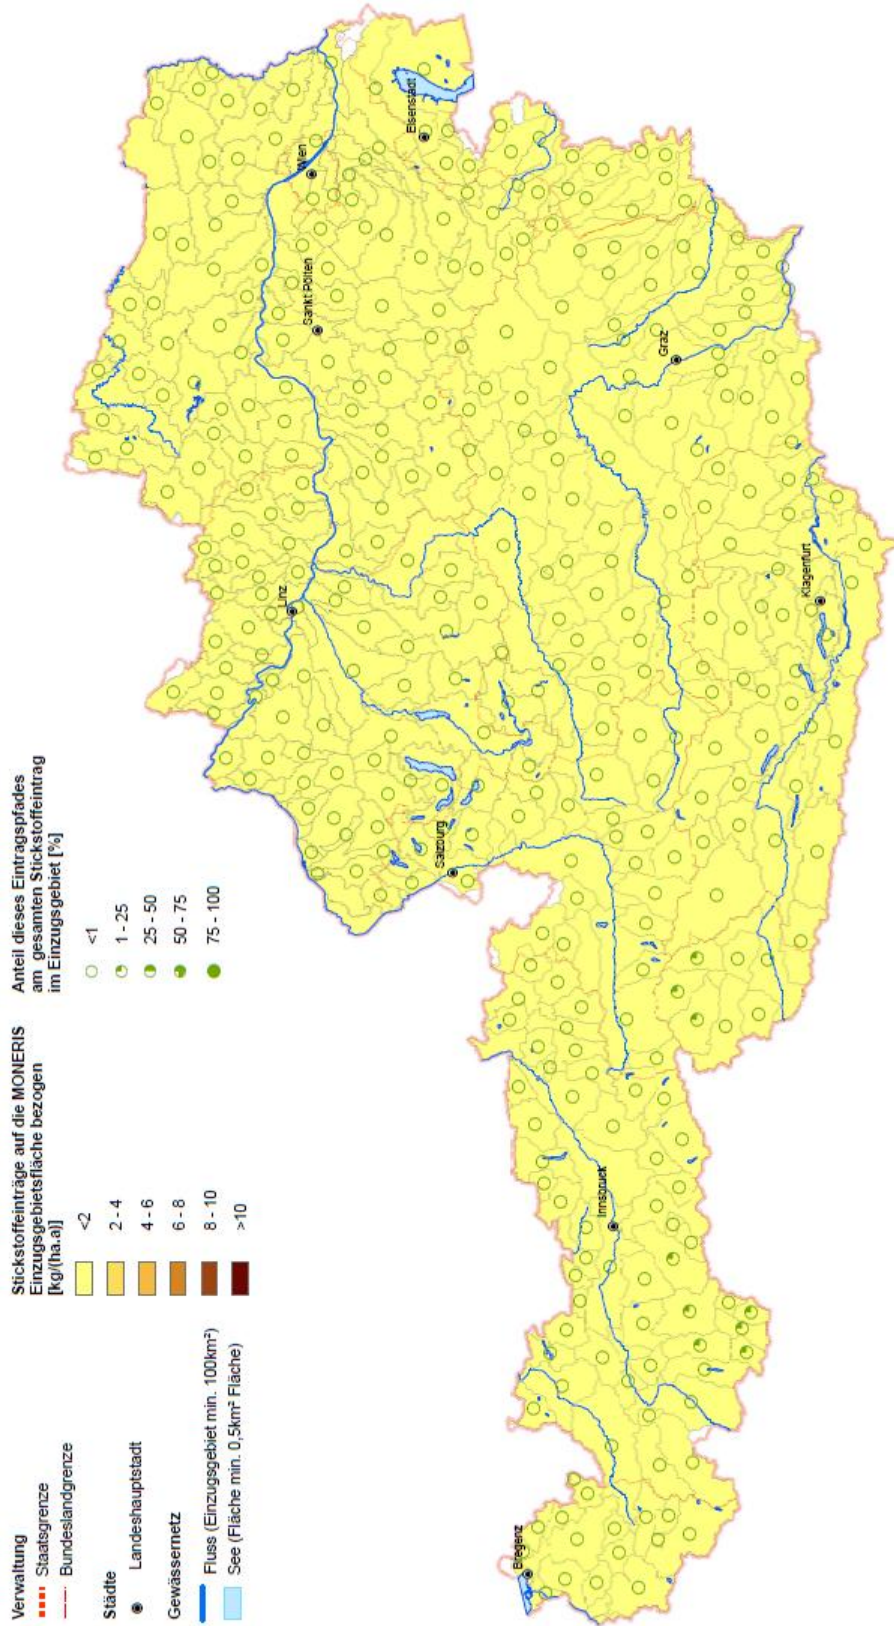 Verwaltung
Staatsgrenze
Bundeslandgrenze
Städte
Landeshauptstadt
Gewässernetz
Fluss (Einzugsgebiet min. 100km²)
See (Fläche min. 0,5km² Fläche)
Stickstoffeinträge auf die MONERIS
Einzugsgebietsfläche bezogen
[kg/(ha.a)]
<2
2 - 4
4 - 6
6 - 8
8 - 10
>10
Anteil dieses Eintragspfades
am gesamten Stickstoffeintrag
im Einzugsgebiet [%]
<1
1 - 25
25 - 50
50 - 75
75 - 100
Bregenz
Innsbruck
Salzburg
Linz
Sankt Pölten
Wien
Eisenstadt
Graz
Klagenfurt